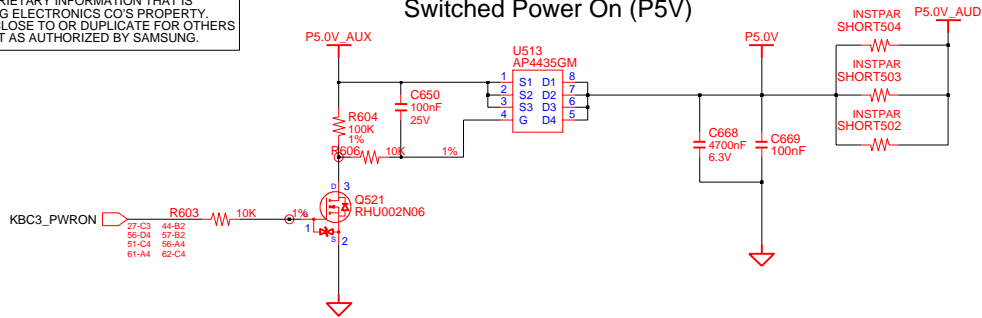 RIETARY INFORMATION THAT IS
G ELECTRONICS CO'S PROPERTY.
CLOSE TO OR DUPLICATE FOR OTHERS
T AS AUTHORIZED BY SAMSUNG.
Switched Power On (P5V)
P5.0V_AUX
U513
AP4435GM
1 S1 D1 8
2 S2 D2 7
3 S3 D3 6
4 G D4 5
C650
100nF
25V
R604
100K
1%
R606 10K 1%
P5.0V
C668
4700nF
6.3V
C669
100nF
INSTPAR
SHORT504
INSTPAR
SHORT503
INSTPAR
SHORT502
P5.0V_AUD
D 3
Q521
RHU002N06
G
1
S 2
KBC3_PWRON
R603 10K 1%
27-C3 44-B2
56-D4 57-B2
51-C4 56-A4
61-A4 62-C4